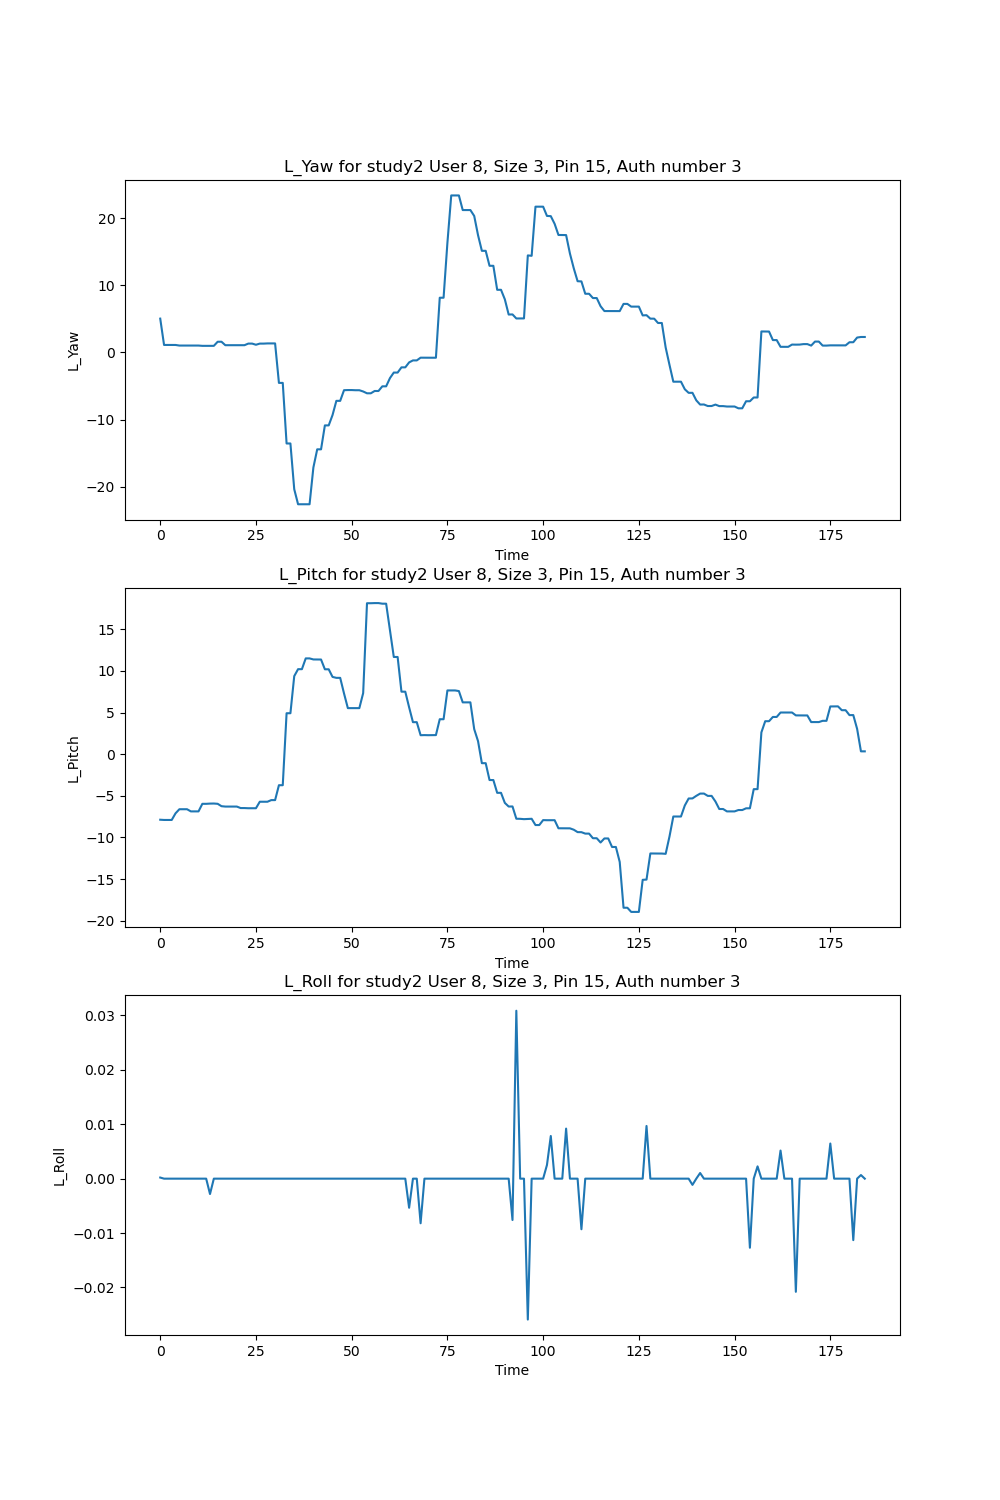 L_Yaw for study2 User 8, Size 3, Pin 15, Auth number 3
20
10
0
−10
−20
L_Yaw
0 25 50 75 100 125 150 175
Time
L_Pitch for study2 User 8, Size 3, Pin 15, Auth number 3
15
10
5
0
−5
−10
−15
−20
L_Pitch
0 25 50 75 100 125 150 175
Time
L_Roll for study2 User 8, Size 3, Pin 15, Auth number 3
0.03
0.02
0.01
0.00
−0.01
−0.02
L_Roll
0 25 50 75 100 125 150 175
Time